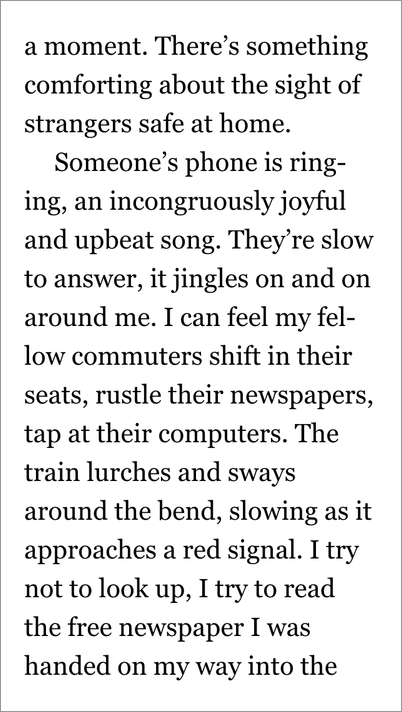 a moment. There’s something
comforting about the sight of
strangers safe at home.
Someone’s phone is ring-
ing, an incongruously joyful
and upbeat song. They’re slow
to answer, it jingles on and on
around me. I can feel my fel-
low commuters shift in their
seats, rustle their newspapers,
tap at their computers. The
train lurches and sways
around the bend, slowing as it
approaches a red signal. I try
not to look up, I try to read
the free newspaper I was
handed on my way into the